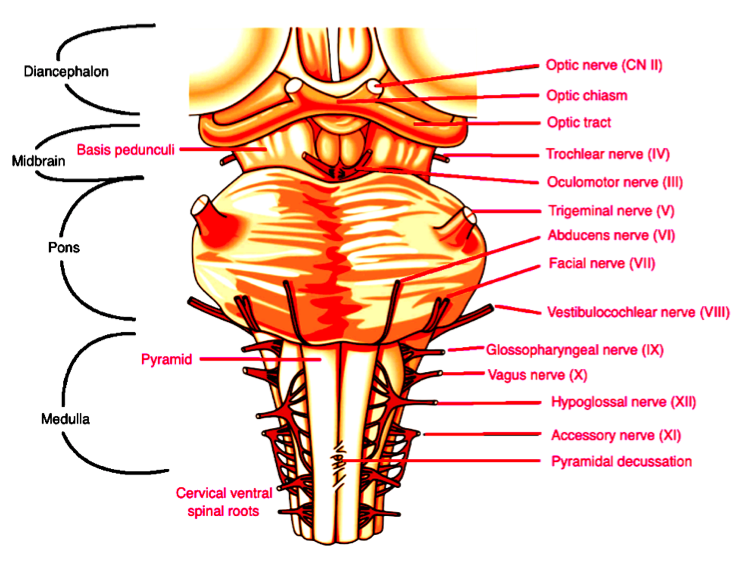 Diancephalon
Midbrain
Pons
Medulla
Basis pedunculi
Pyramid
Cervical ventral
spinal roots
Optic nerve (CN II)
Optic chiasm
Optic tract
Trochlear nerve (IV)
Oculomotor nerve (III)
Trigeminal nerve (V)
Abducens nerve (VI)
Facial nerve (VII)
Vestibulocochlear nerve (VIII)
Glossopharyngeal nerve (IX)
Vagus nerve (X)
Hypoglossal nerve (XII)
Accessory nerve (XI)
Pyramidal decussation